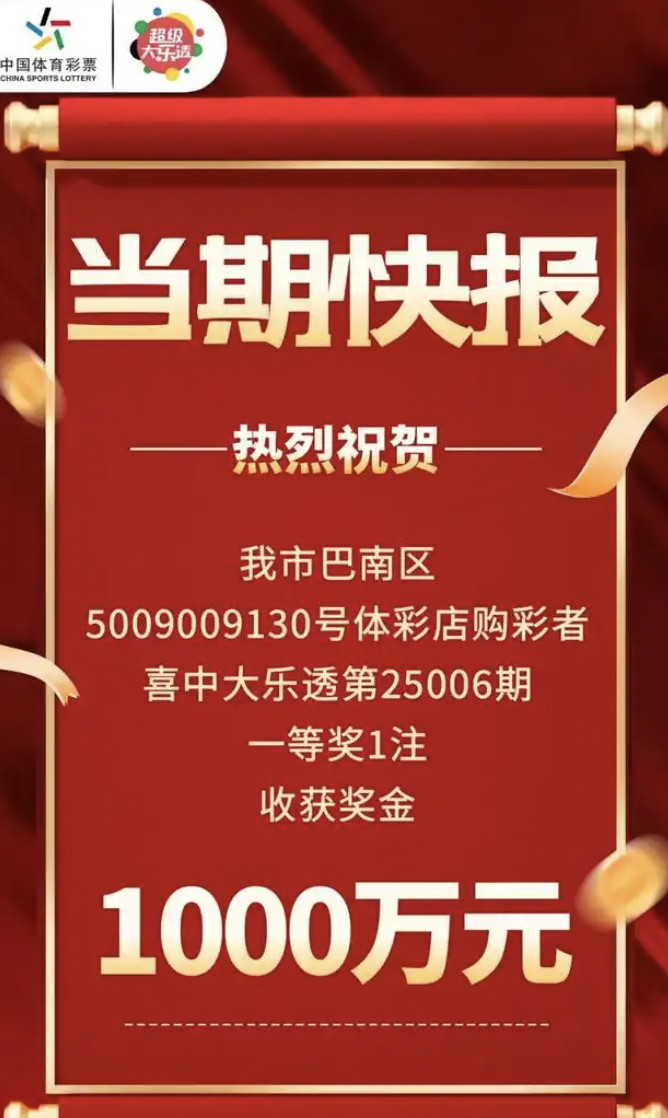 中国体育彩票
CHINA SPORTS LOTTERY
超级
大乐透
当期快报
热烈祝贺
我市巴南区
5009009130号体彩店购彩者
喜中大乐透第25006期
一等奖1注
收获奖金
1000万元